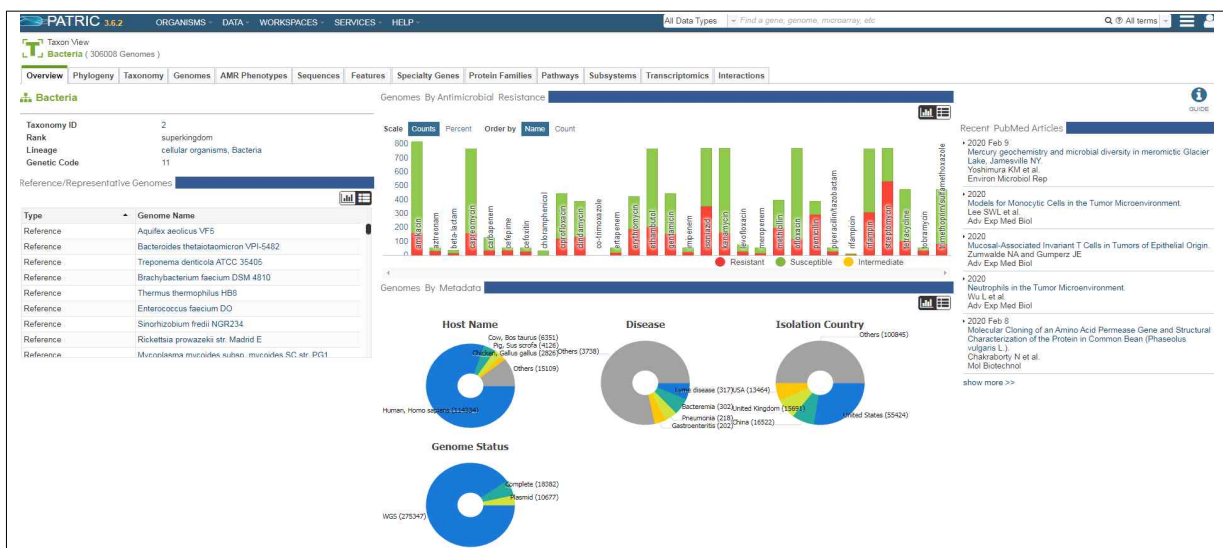 PATRIC 3.6.2 ORGANISMS DATA WORKSPACES SERVICES HELP All Data Types Find a gene, genome, microarray, etc All terms
Taxon View
Bacteria ( 306008 Genomes )
Overview Phylogeny Taxonomy Genomes AMR Phenotypes Sequences Features Specialty Genes Protein Families Pathways Subsystems Transcriptomics Interactions
Bacteria
Taxonomy ID 2
Rank superkingdom
Lineage cellular organisms, Bacteria
Genetic Code 11
Reference/Representative Genomes
Type Genome Name
Reference Aquifex aeolicus VF5
Reference Bacteroides thetaiotaomicron VPI-5482
Reference Treponema denticola ATCC 35405
Reference Brachybacterium faecium DSM 4810
Reference Thermus thermophilus HB8
Reference Enterococcus faecium DO
Reference Sinorhizobium fredii NGR234
Reference Rickettsia prowazekii str. Madrid E
Reference Mycoplasma mycoides subsp. mycoides SC str. PG1
Genomes By Antimicrobial Resistance
Scale Counts Percent Order by Name Count
800
700
600
500
400
300
200
100
0
amikacin
aztreonam
beta-lactam
capreomycin
carbapenem
cefepime
cefoxitin
chloramphenicol
ciprofloxacin
clindamycin
co-trimoxazole
ertapenem
erythromycin
ethambutol
gentamicin
imipenem
isoniazid
kanamycin
levofloxacin
meropenem
methicillin
ofloxacin
penicillin
piperacillin/tazobactam
rifampicin
rifampin
streptomycin
tetracycline
tobramycin
trimethoprim/sulfamethoxazole
Resistant Susceptible Intermediate
Genomes By Metadata
Host Name
Cow, Bos taurus (6351)
Pig, Sus scrofa (4126)
Chicken, Gallus gallus (2826)
Others (15109)
Human, Homo sapiens (114334)
Disease
Others (3738)
Lyme disease (317)
Bacteremia (302)
Pneumonia (218)
Gastroenteritis (202)
Isolation Country
Others (100845)
USA (13464)
United Kingdom (15691)
China (16522)
United States (55424)
Genome Status
Complete (18382)
Plasmid (10677)
WGS (275347)
GUIDE
Recent PubMed Articles
2020 Feb 9
Mercury geochemistry and microbial diversity in meromictic Glacier
Lake, Jamesville NY.
Yoshimura KM et al.
Environ Microbiol Rep
2020
Models for Monocytic Cells in the Tumor Microenvironment.
Lee SWL et al.
Adv Exp Med Biol
2020
Mucosal-Associated Invariant T Cells in Tumors of Epithelial Origin.
Zumwalde NA and Gumperz JE
Adv Exp Med Biol
2020
Neutrophils in the Tumor Microenvironment.
Wu L et al.
Adv Exp Med Biol
2020 Feb 8
Molecular Cloning of an Amino Acid Permease Gene and Structural
Characterization of the Protein in Common Bean (Phaseolus
vulgaris L.).
Chakraborty N et al.
Mol Biotechnol
show more >>